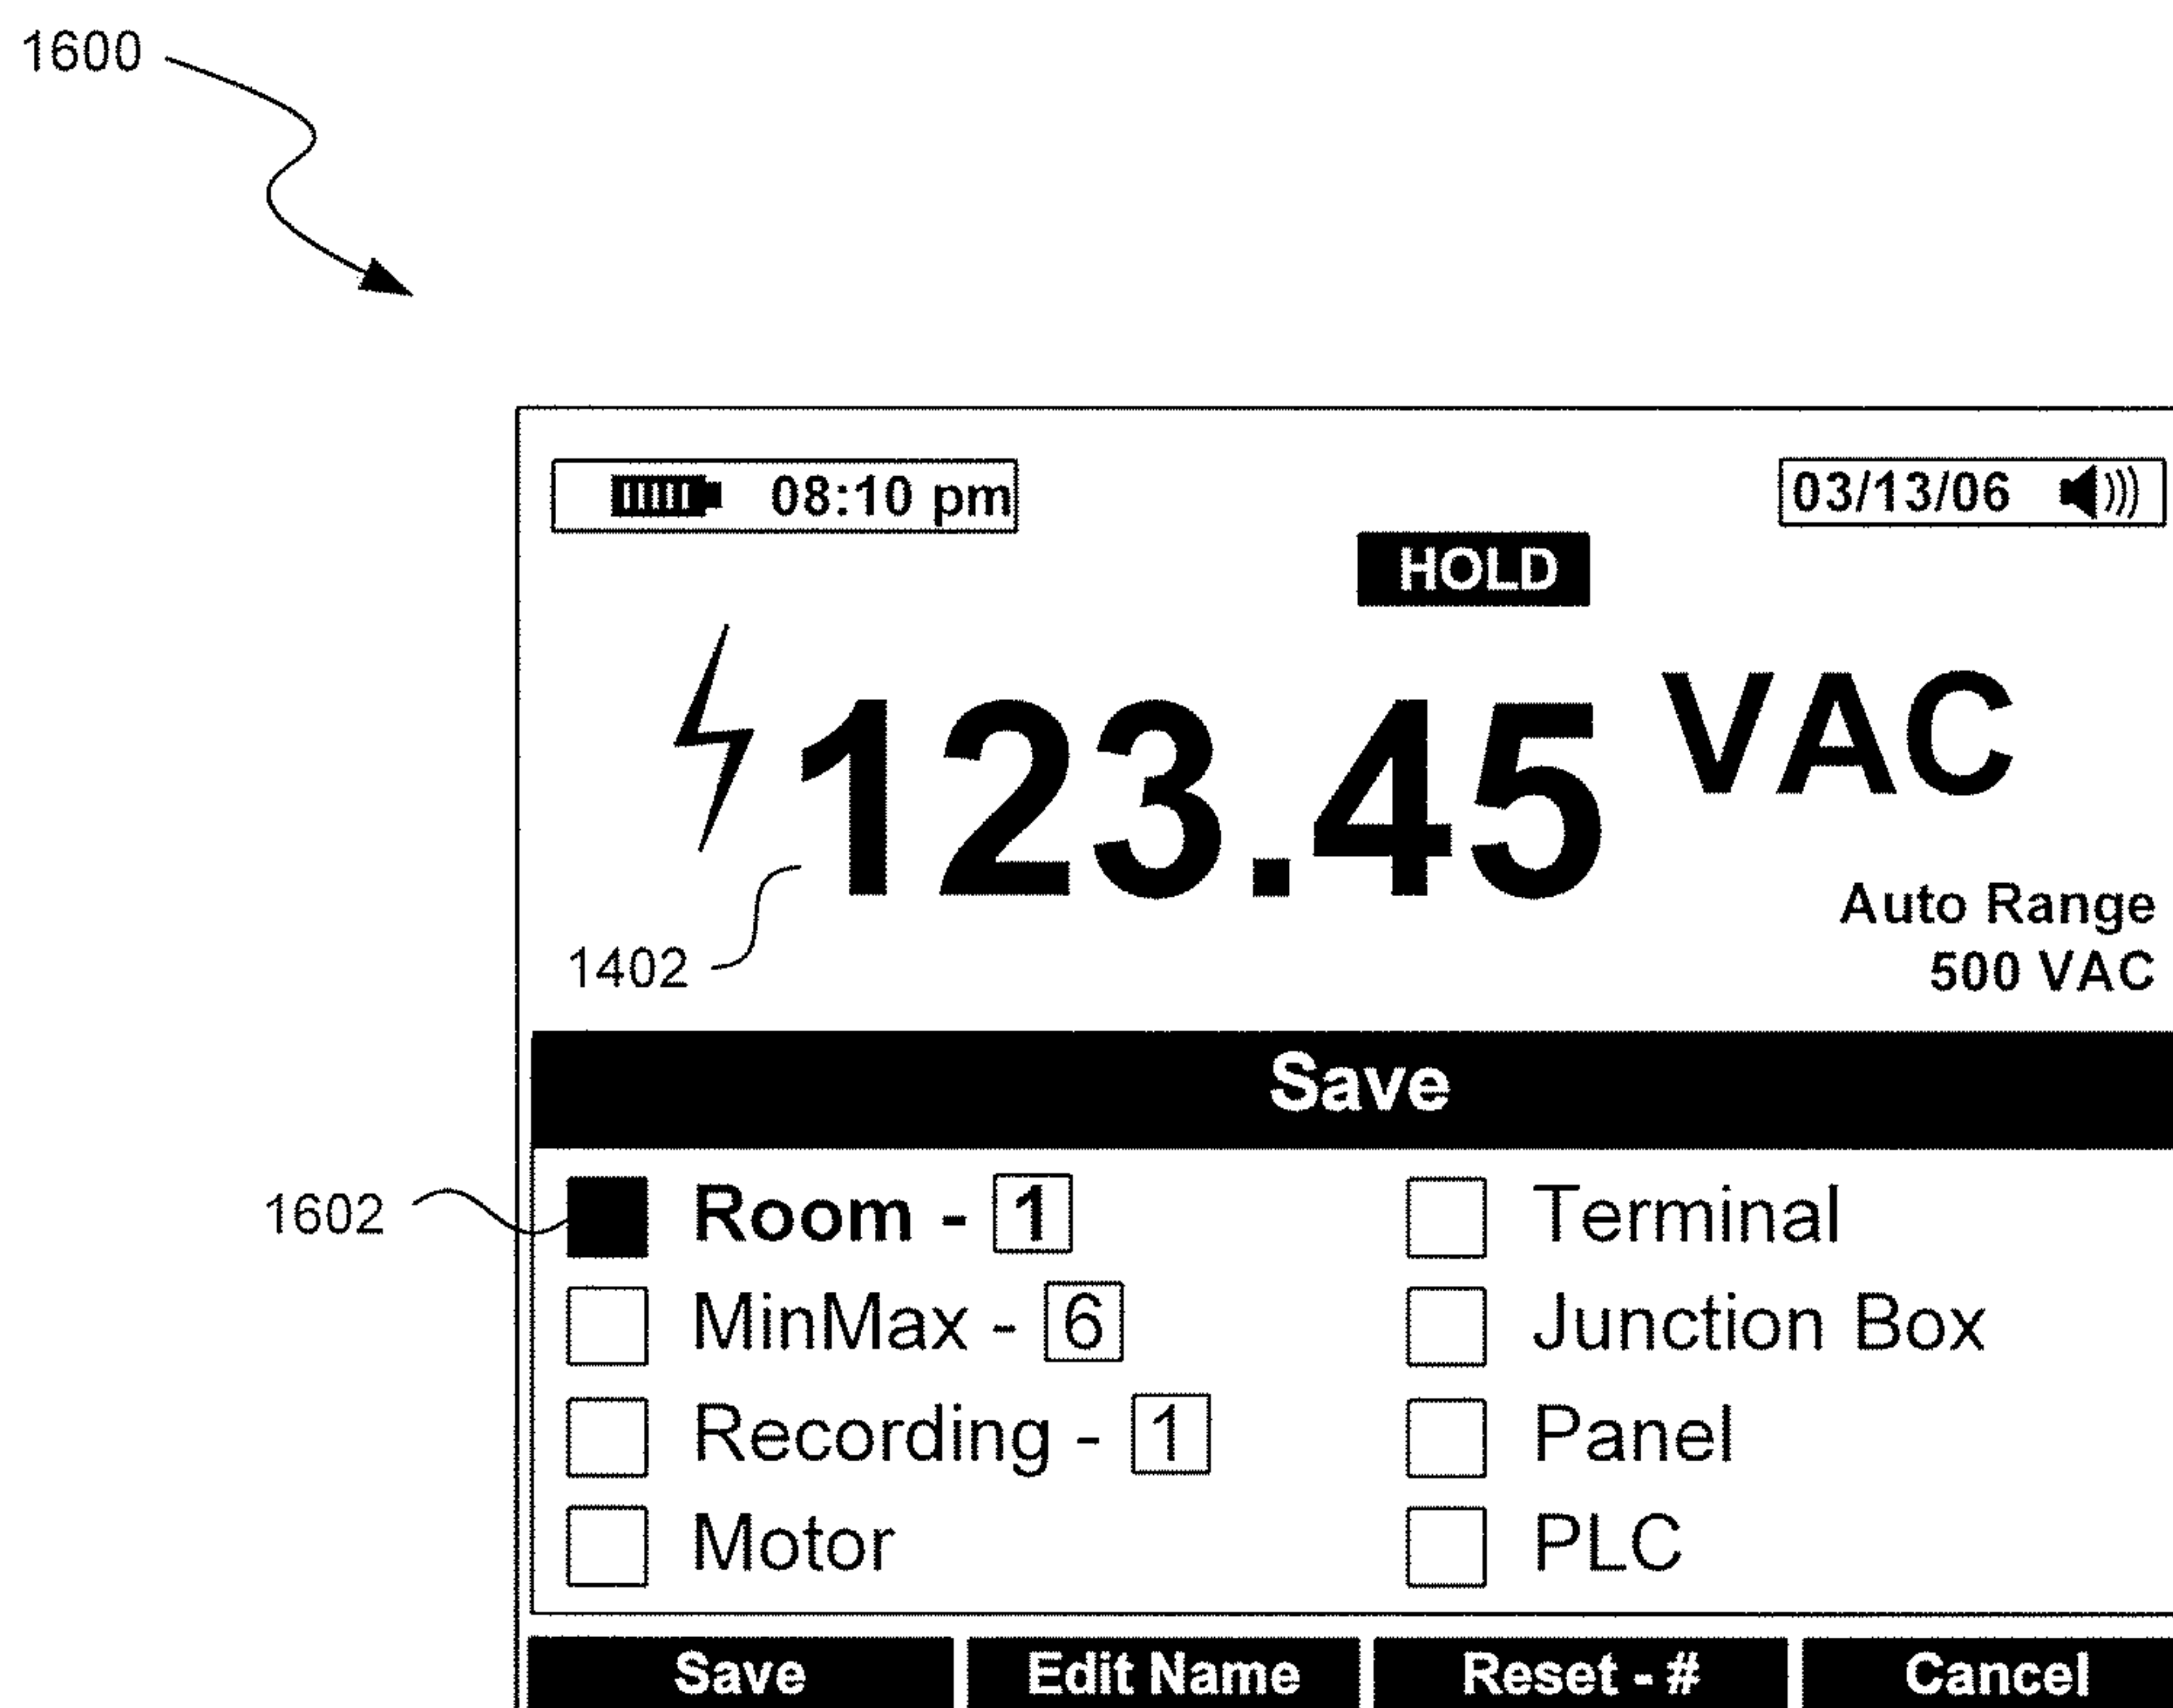 1600
08:10 pm 03/13/06
HOLD
123.45 VAC
1402
Auto Range
500 VAC
Save
1602
Room - 1 Terminal
MinMax - 6 Junction Box
Recording - 1 Panel
Motor PLC
Save Edit Name Reset - # Cancel